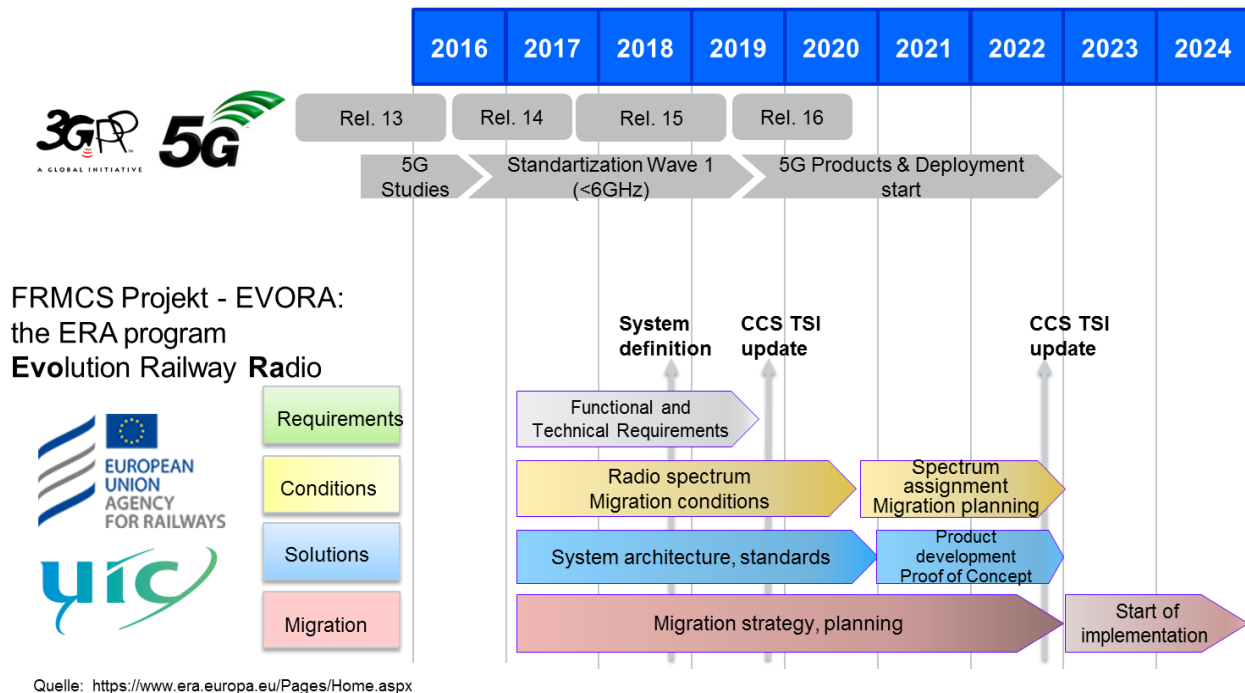 2016 2017 2018 2019 2020 2021 2022 2023 2024
3GPP
A GLOBAL INITIATIVE
5G
Rel. 13
Rel. 14
Rel. 15
Rel. 16
5G
Studies
Standartization Wave 1
(<6GHz)
5G Products & Deployment
start
FRMCS Projekt - EVORA:
the ERA program
Evolution Railway Radio
System
definition
CCS TSI
update
CCS TSI
update
EUROPEAN
UNION
AGENCY
FOR RAILWAYS
uic
Requirements
Functional and
Technical Requirements
Conditions
Radio spectrum
Migration conditions
Spectrum
assignment
Migration planning
Solutions
System architecture, standards
Product
development
Proof of Concept
Migration
Migration strategy, planning
Start of
implementation
Quelle: https://www.era.europa.eu/Pages/Home.aspx